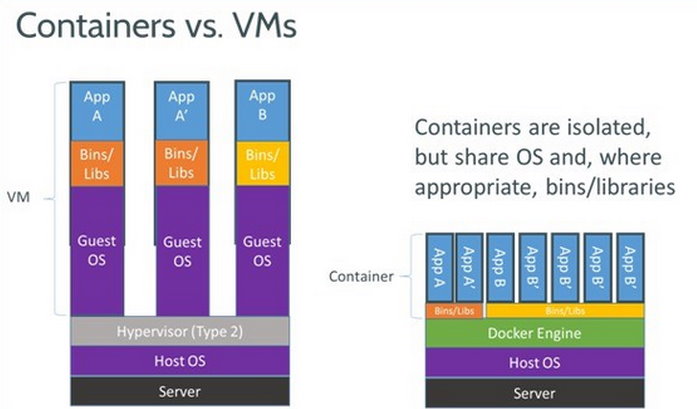 Containers vs. VMs
App
A
App
A'
App
B
Bins/
Libs
Bins/
Libs
Bins/
Libs
VM
Guest
OS
Guest
OS
Guest
OS
Hypervisor (Type 2)
Host OS
Server
Containers are isolated,
but share OS and, where
appropriate, bins/libraries
Container
App A
App A'
App B
App B'
App B'
App B'
App B'
Bins/Libs
Bins/Libs
Docker Engine
Host OS
Server